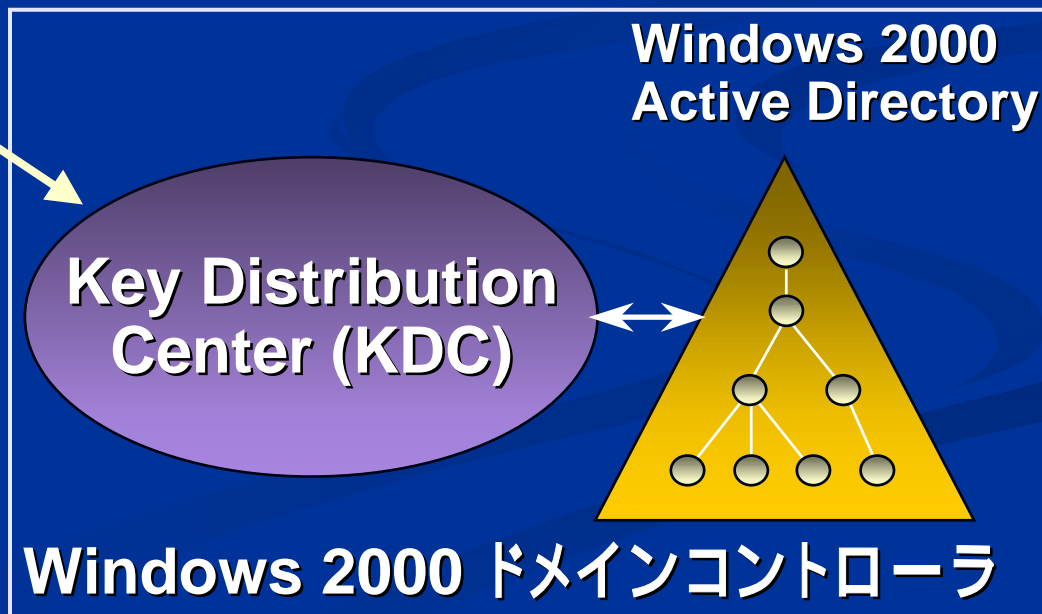 Windows 2000
Active Directory
Key Distribution
Center (KDC)
Windows 2000 ドメインコントローラ